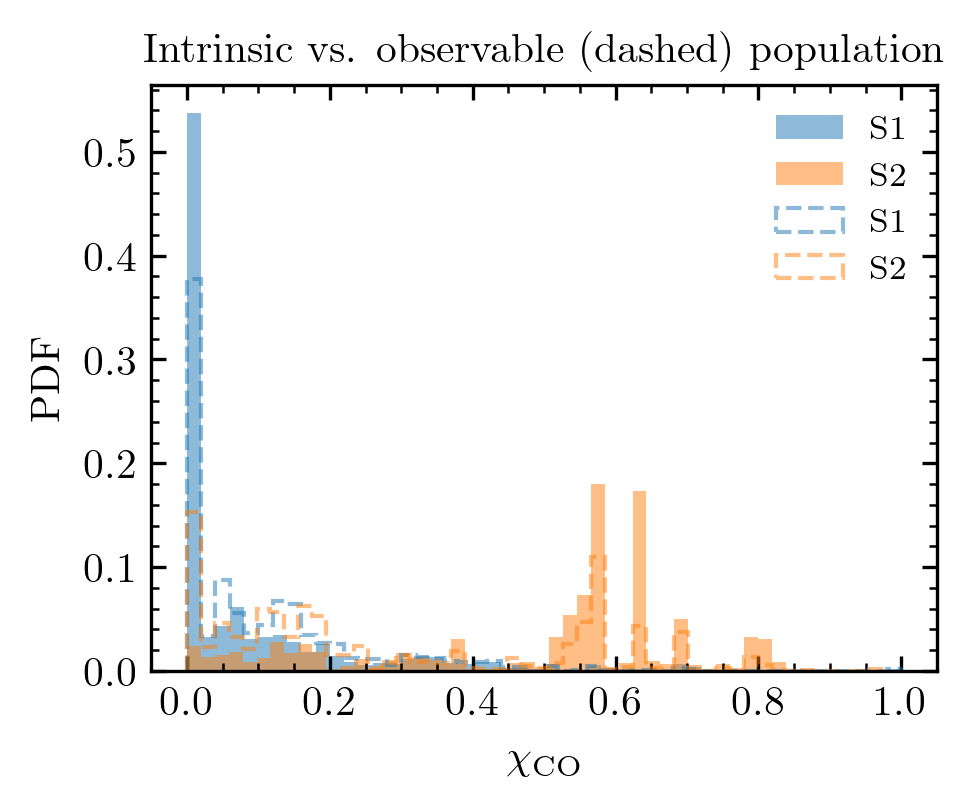 Intrinsic vs. observable (dashed) population
S1
S2
S1
S2
PDF
0.5
0.4
0.3
0.2
0.1
0.0
0.0 0.2 0.4 0.6 0.8 1.0
χCO